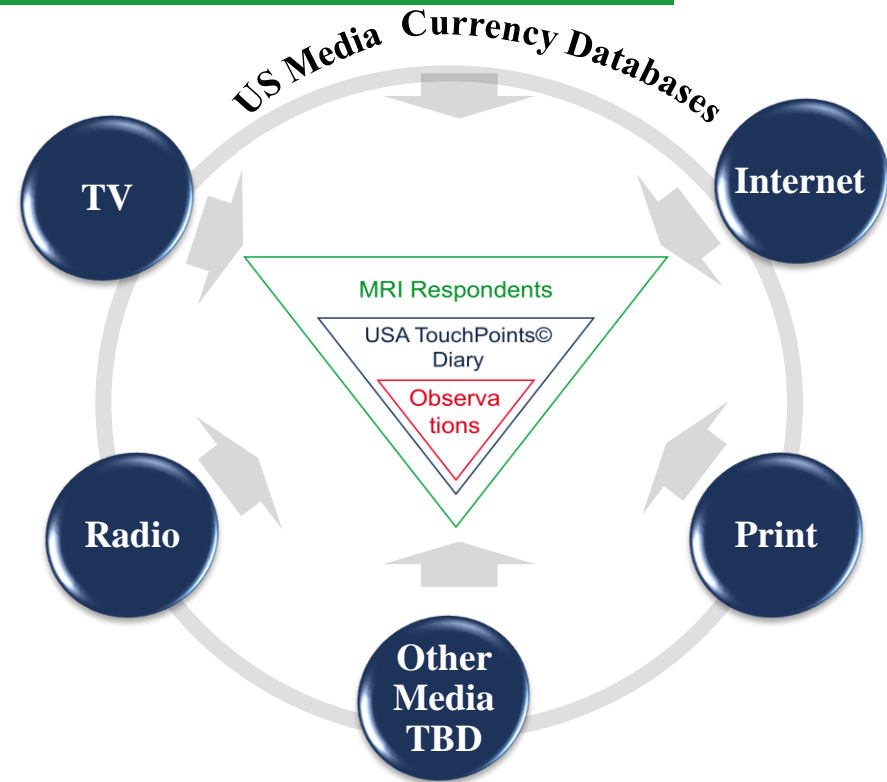 US Media Currency Databases
TV
Internet
MRI Respondents
USA TouchPoints©
Diary
Observa
tions
Radio
Print
Other
Media
TBD